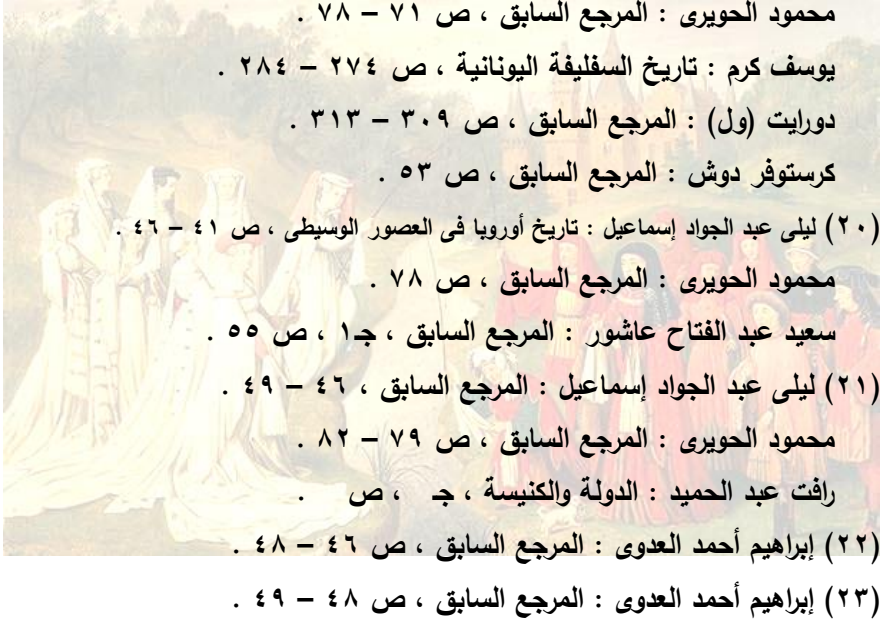 محمود الحويرى : المرجع السابق ، ص ٧١ – ٧٨ .
يوسف كرم : تاريخ السفليفة اليونانية ، ص ٢٧٤ – ٢٨٤ .
دورايت (ول) : المرجع السابق ، ص ٣٠٩ – ٣١٣ .
كرستوفر دوش : المرجع السابق ، ص ٥٣ .
(٢٠) ليلى عبد الجواد إسماعيل : تاريخ أوروبا فى العصور الوسيطى ، ص ٤١ – ٤٦ .
محمود الحويرى : المرجع السابق ، ص ٧٨ .
سعيد عبد الفتاح عاشور : المرجع السابق ، جـ١ ، ص ٥٥ .
(٢١) ليلى عبد الجواد إسماعيل : المرجع السابق ، ٤٦ – ٤٩ .
محمود الحويرى : المرجع السابق ، ص ٧٩ – ٨٢ .
رافت عبد الحميد : الدولة والكنيسة ، جـ ، ص .
(٢٢) إبراهيم أحمد العدوى : المرجع السابق ، ص ٤٦ – ٤٨ .
(٢٣) إبراهيم أحمد العدوى : المرجع السابق ، ص ٤٨ – ٤٩ .